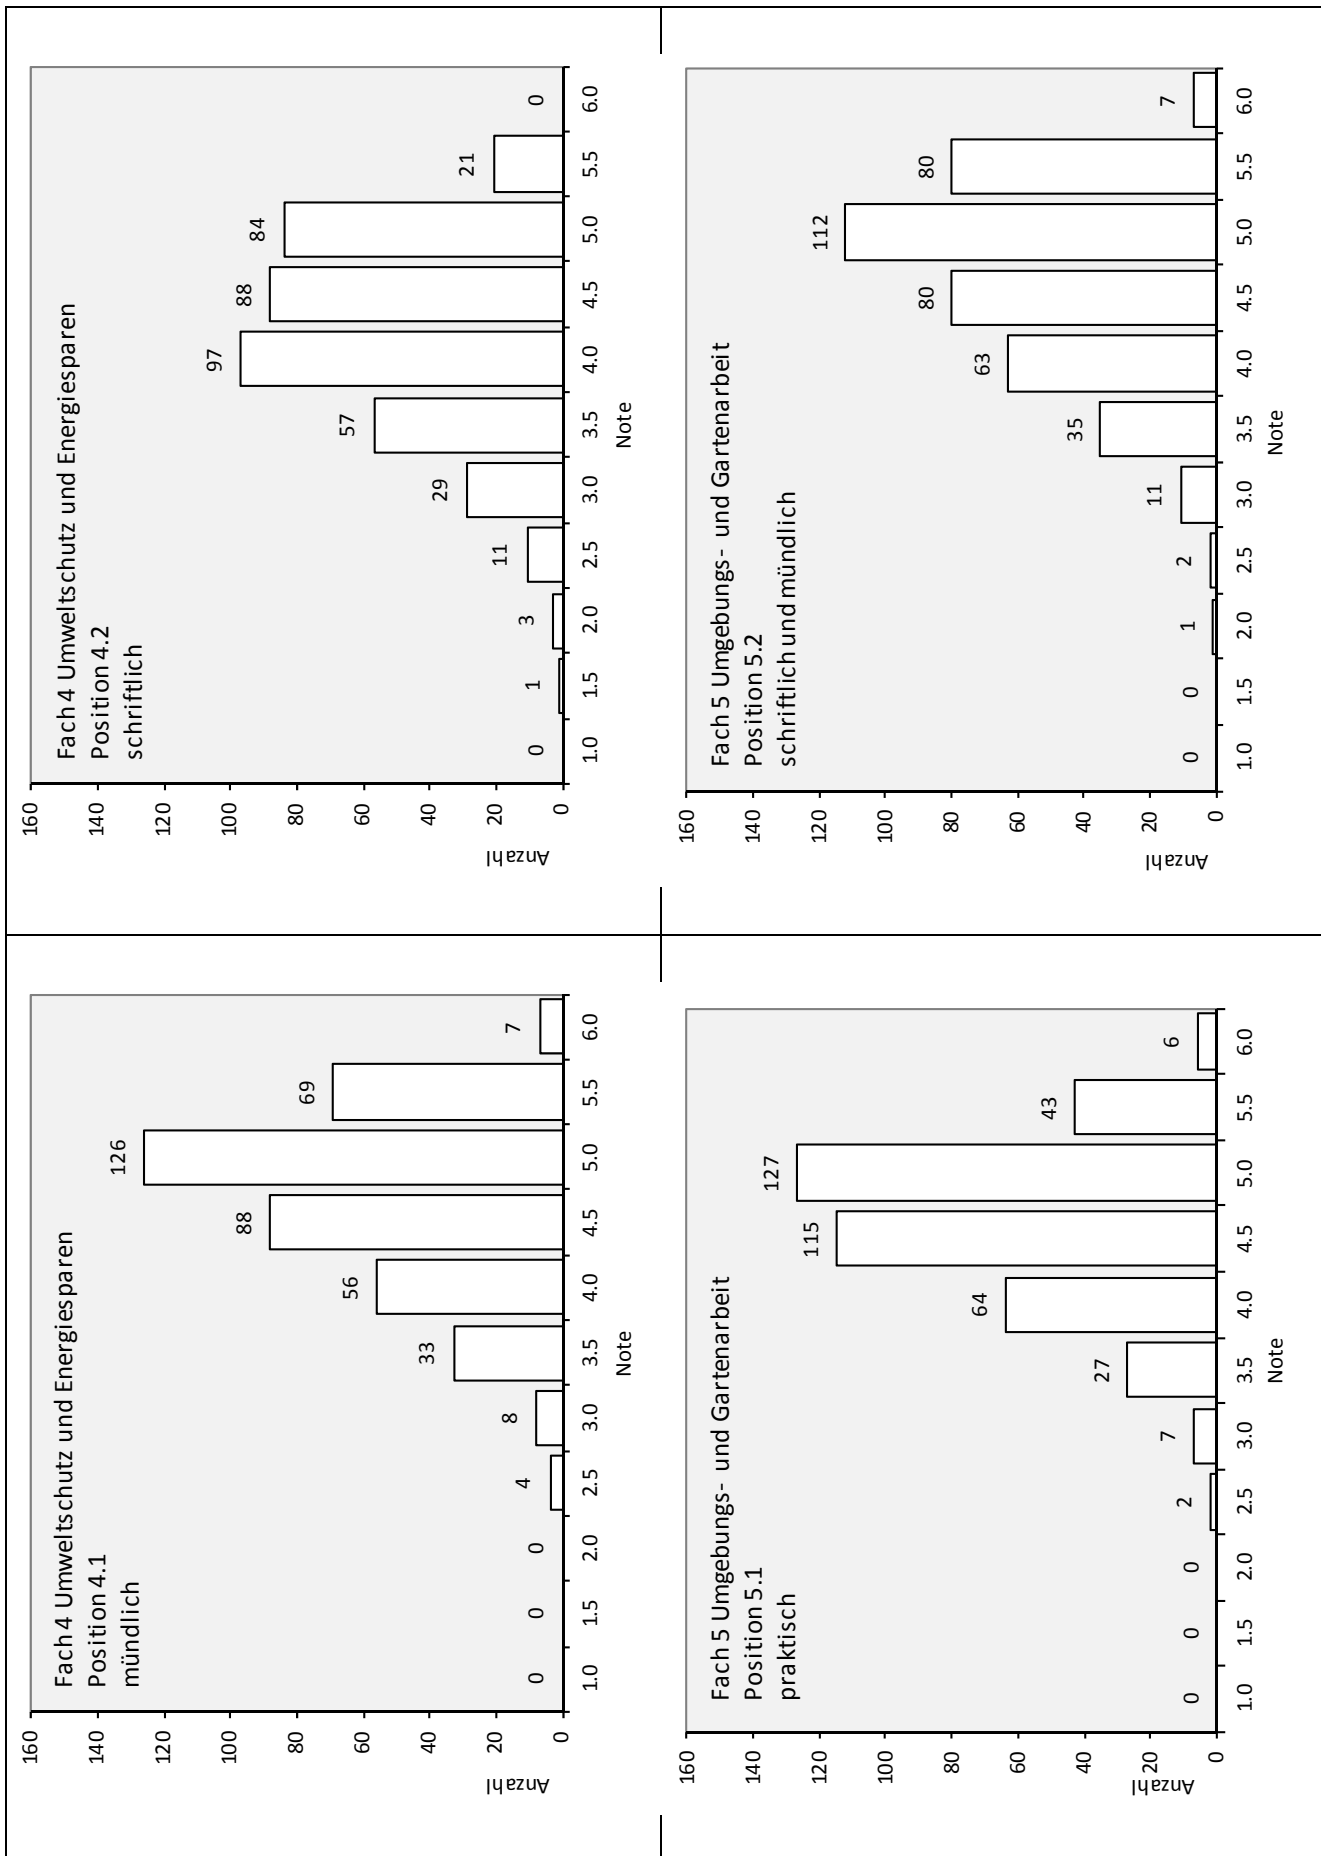 Fach 4 Umweltschutz und Energiesparen
Position 4.1
mündlich
160
140
120
100
80
60
40
20
0
Anzahl
0 0 0 4 8 33 56 88 126 69 7
1.0 1.5 2.0 2.5 3.0 3.5 4.0 4.5 5.0 5.5 6.0
Note
Fach 4 Umweltschutz und Energiesparen
Position 4.2
schriftlich
160
140
120
100
80
60
40
20
0
Anzahl
0 1 3 11 29 57 97 88 84 21 0
1.0 1.5 2.0 2.5 3.0 3.5 4.0 4.5 5.0 5.5 6.0
Note
Fach 5 Umgebungs- und Gartenarbeit
Position 5.1
praktisch
160
140
120
100
80
60
40
20
0
Anzahl
0 0 0 2 7 27 64 115 127 43 6
1.0 1.5 2.0 2.5 3.0 3.5 4.0 4.5 5.0 5.5 6.0
Note
Fach 5 Umgebungs- und Gartenarbeit
Position 5.2
schriftlich und mündlich
160
140
120
100
80
60
40
20
0
Anzahl
0 0 1 2 11 35 63 80 112 80 7
1.0 1.5 2.0 2.5 3.0 3.5 4.0 4.5 5.0 5.5 6.0
Note